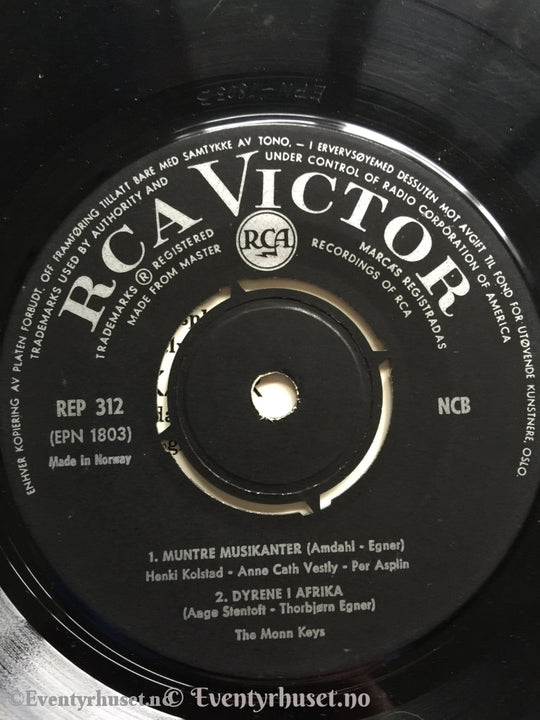 ENHVER KOPIERING AV PLATEN FORBUDT. OFF. FRAMFØRING TILLATT BARE MED SAMTYKKE AV TONO. — I ERVERVSØYEMED DESSUTEN MOT AVGIFT TIL FOND FOR UTØVENDE KUNSTNERE, OSLO.
TRADEMARKS USED BY AUTHORITY AND UNDER CONTROL OF RADIO CORPORATION OF AMERICA
RCA VICTOR
TRADEMARKS ® REGISTERED
MARCAS REGISTRADAS
MADE FROM MASTER
RECORDINGS OF RCA
RCA
REP 312
NCB
(EPN 1803)
Made in Norway
1. MUNTRE MUSIKANTER (Amdahl - Egner)
Henki Kolstad - Anne Cath Vestly - Per Asplin
2. DYRENE I AFRIKA
(Aage Stentoft - Thorbjørn Egner)
The Monn Keys
© Eventyrhuset.no © Eventyrhuset.no